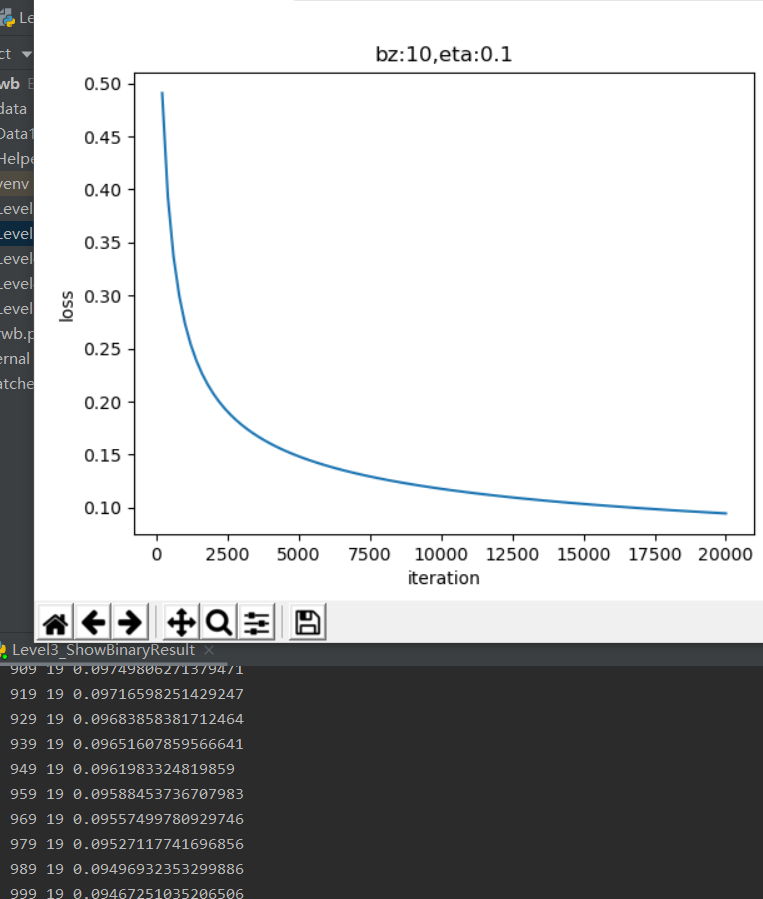 Le
bz:10,eta:0.1
ct
wb
data
Data1
Helpe
venv
Level
Level
Level
Level
Level
wb.p
ernal
atche
0.50
0.45
0.40
0.35
0.30
0.25
0.20
0.15
0.10
loss
0 2500 5000 7500 10000 12500 15000 17500 20000
iteration
Level3_ShowBinaryResult ×
909 19 0.09749806271379471
919 19 0.09716598251429247
929 19 0.09683858381712464
939 19 0.09651607859566641
949 19 0.0961983324819859
959 19 0.09588453736707983
969 19 0.09557499780929746
979 19 0.09527117741696856
989 19 0.09496932353299886
999 19 0.09467251035206506